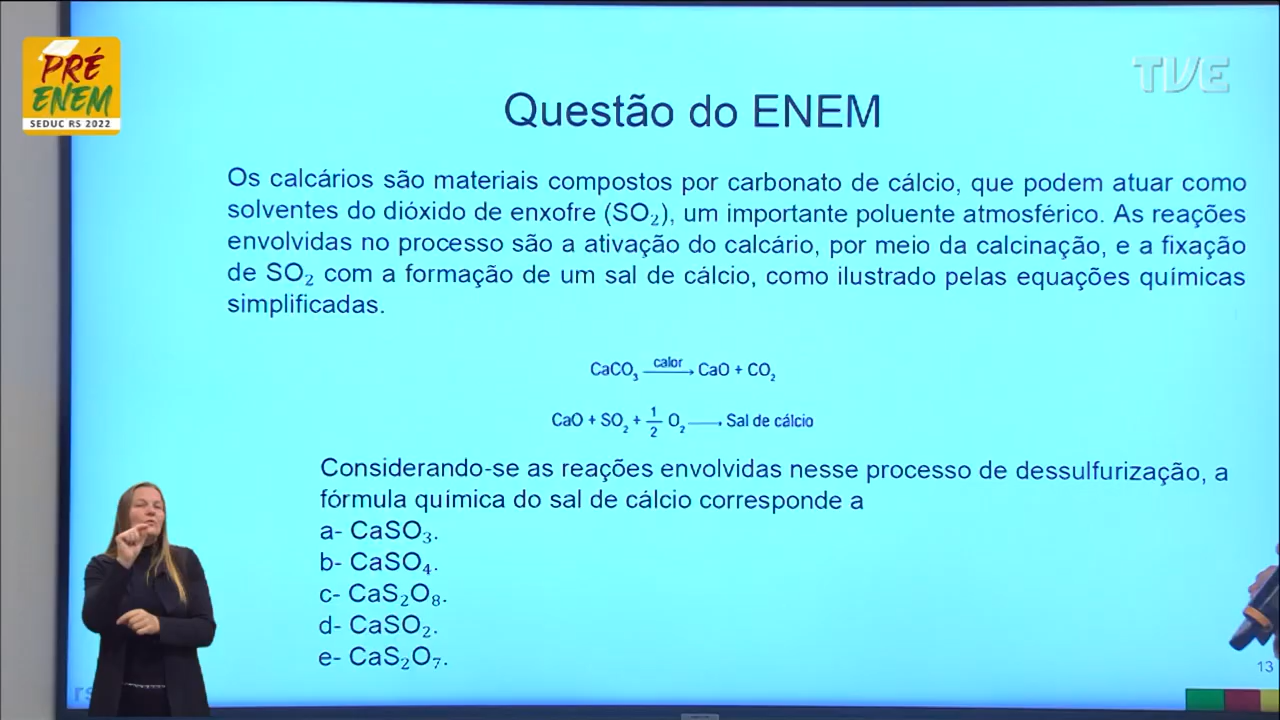 PRÉ
ENEM
SEDUC RS 2022
TVE
Questão do ENEM
Os calcários são materiais compostos por carbonato de cálcio, que podem atuar como
solventes do dióxido de enxofre (SO₂), um importante poluente atmosférico. As reações
envolvidas no processo são a ativação do calcário, por meio da calcinação, e a fixação
de SO₂ com a formação de um sal de cálcio, como ilustrado pelas equações químicas
simplificadas.
CaCO₃ —calor→ CaO + CO₂
CaO + SO₂ + 1/2 O₂ → Sal de cálcio
Considerando-se as reações envolvidas nesse processo de dessulfurização, a
fórmula química do sal de cálcio corresponde a
a- CaSO₃.
b- CaSO₄.
c- CaS₂O₈.
d- CaSO₂.
e- CaS₂O₇.
13